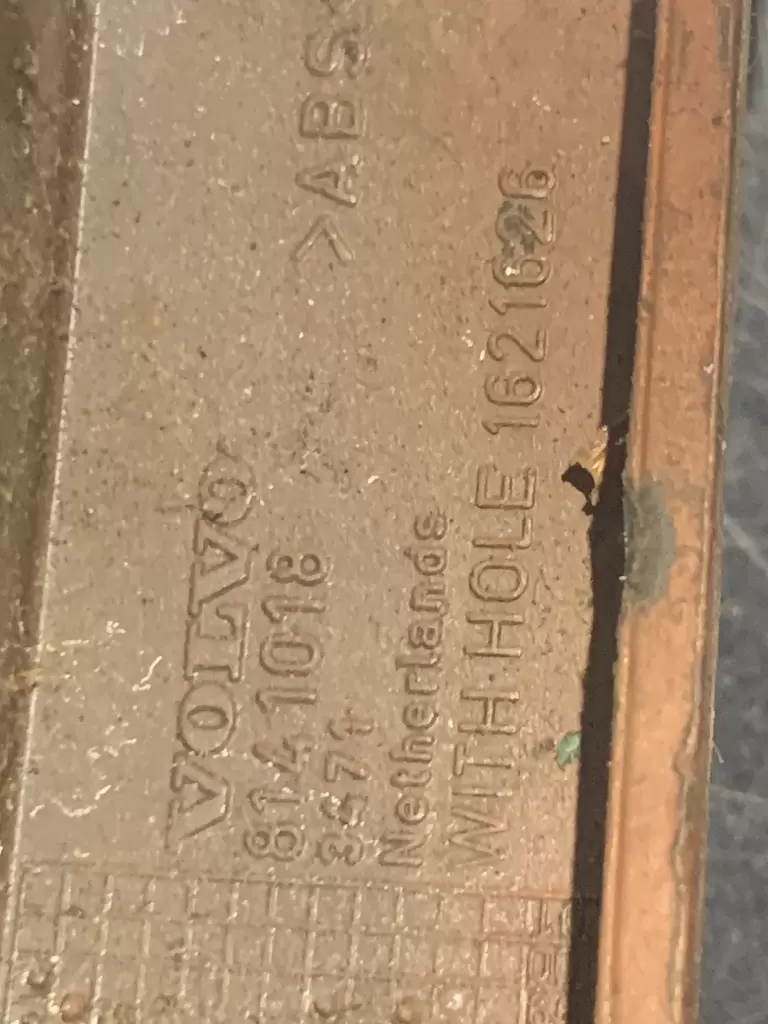 >ABS
VOLVO
8141018
3471
Netherlands
WITH HOLE 1621626